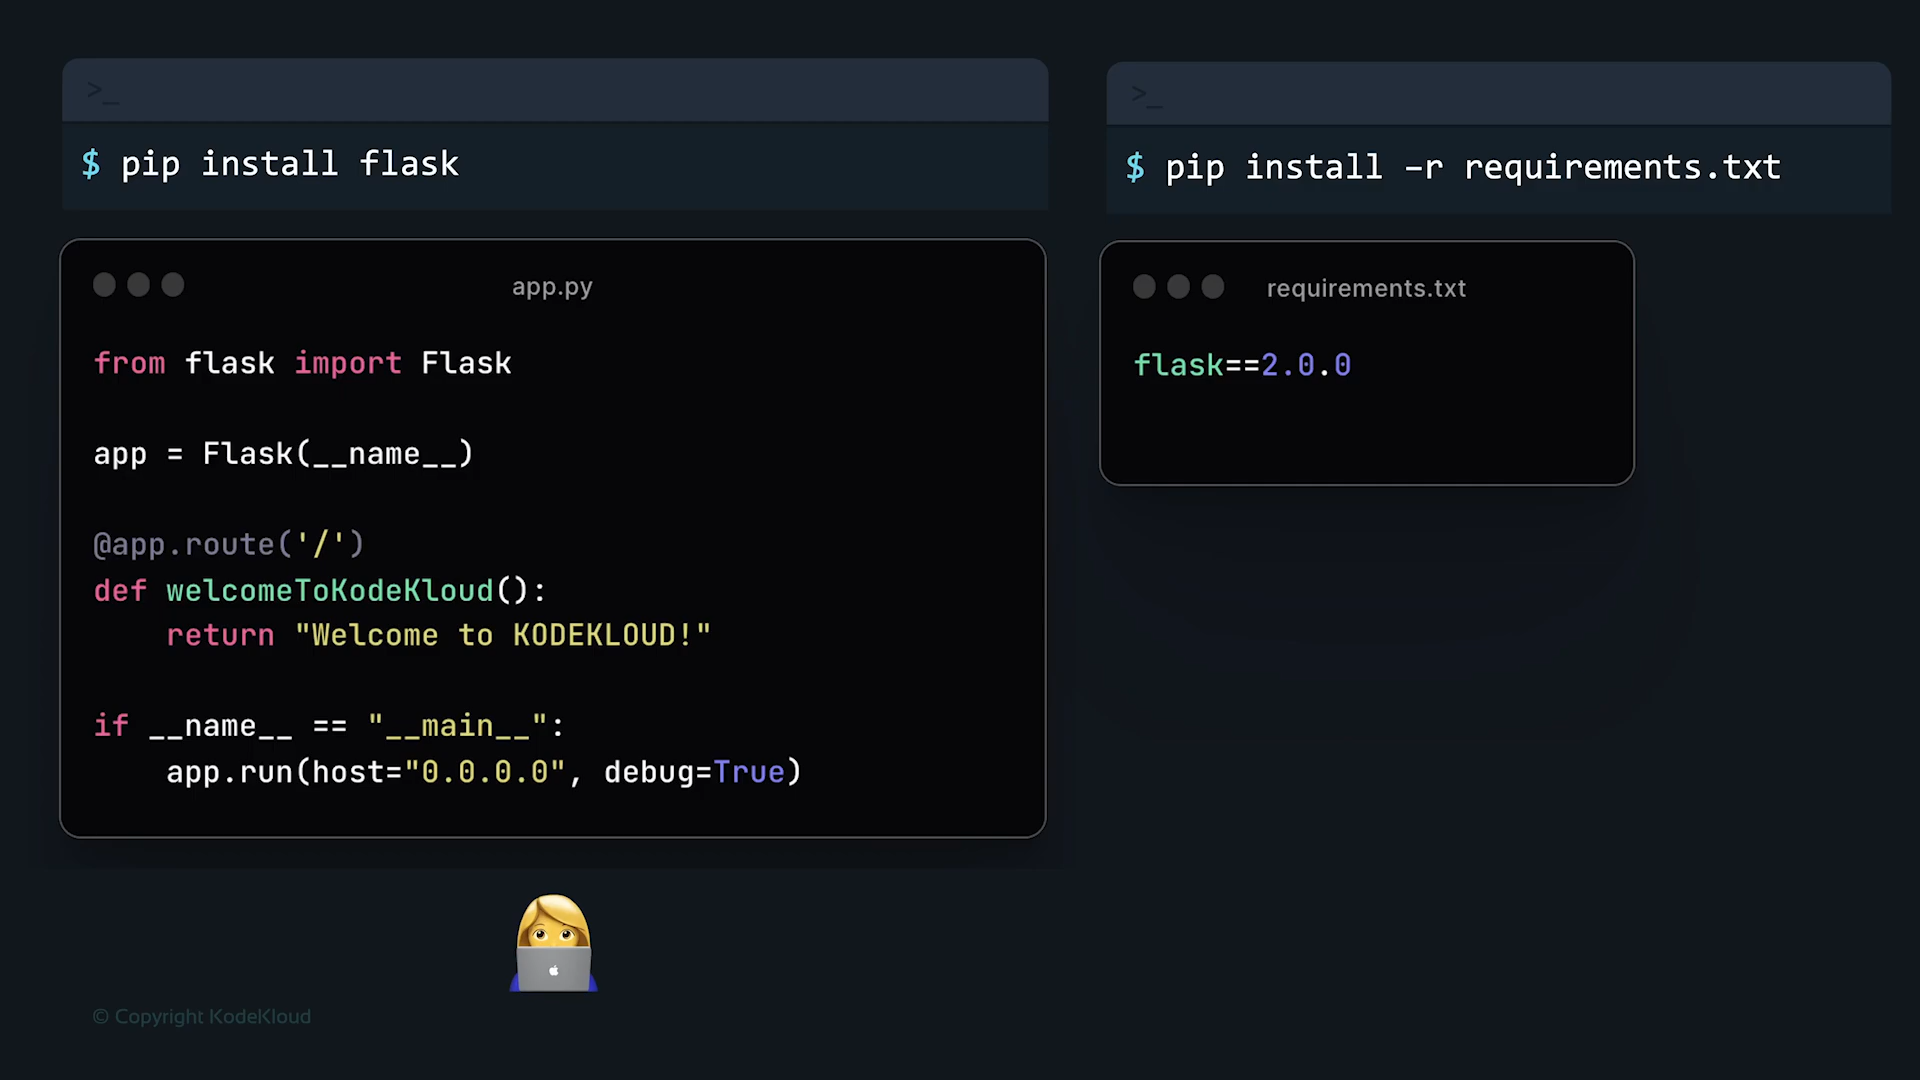 >_
$ pip install flask
app.py
from flask import Flask
app = Flask(__name__)
@app.route('/')
def welcomeToKodeKloud():
    return "Welcome to KODEKLOUD!"
if __name__ == "__main__":
    app.run(host="0.0.0.0", debug=True)
>_
$ pip install –r requirements.txt
requirements.txt
flask==2.0.0
© Copyright KodeKloud